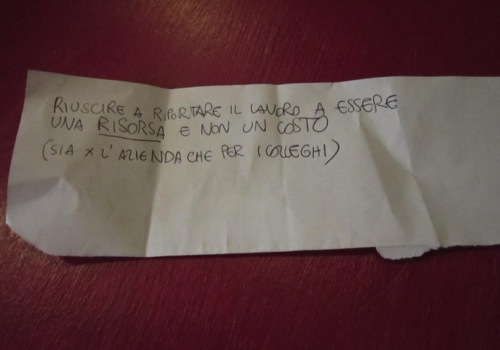 RIUSCIRE A RIPORTARE IL LAVORO A ESSERE
UNA RISORSA E NON UN COSTO
(SIA X L'AZIENDA CHE PER I COLLEGHI)